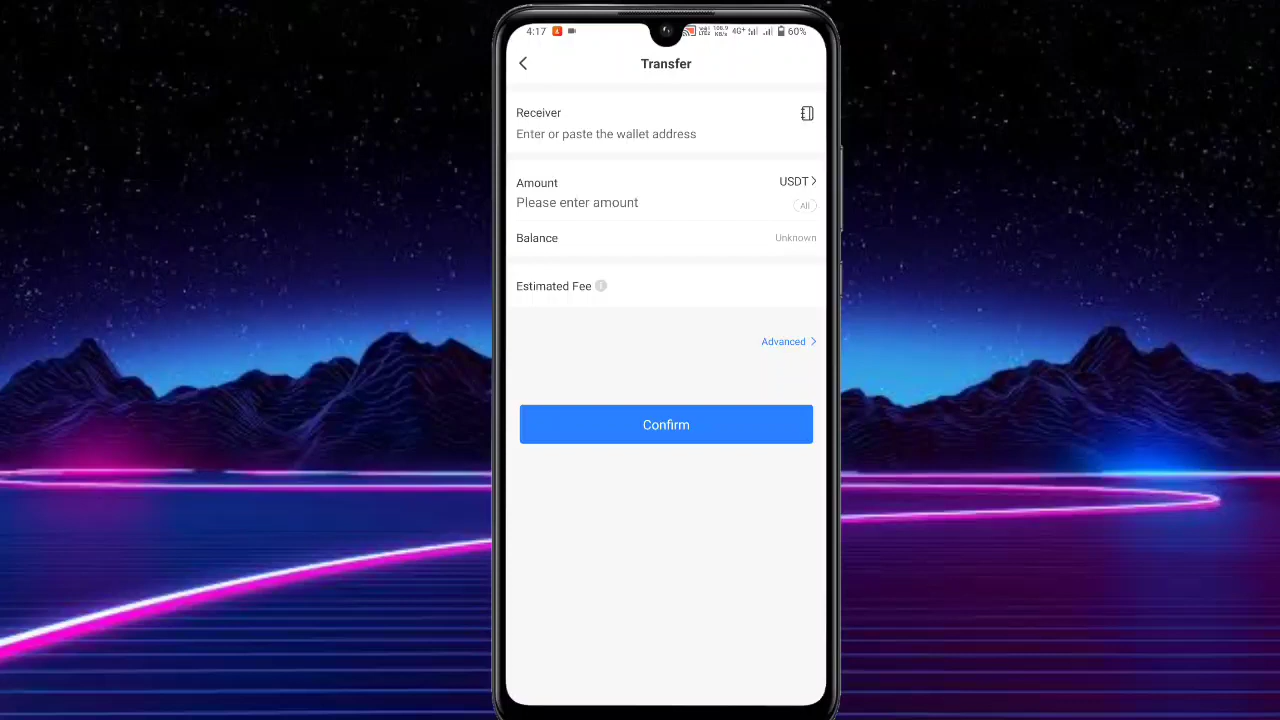 4:17 4G+ 60%
Transfer
Receiver
Enter or paste the wallet address
Amount USDT
Please enter amount All
Balance Unknown
Estimated Fee
Advanced
Confirm